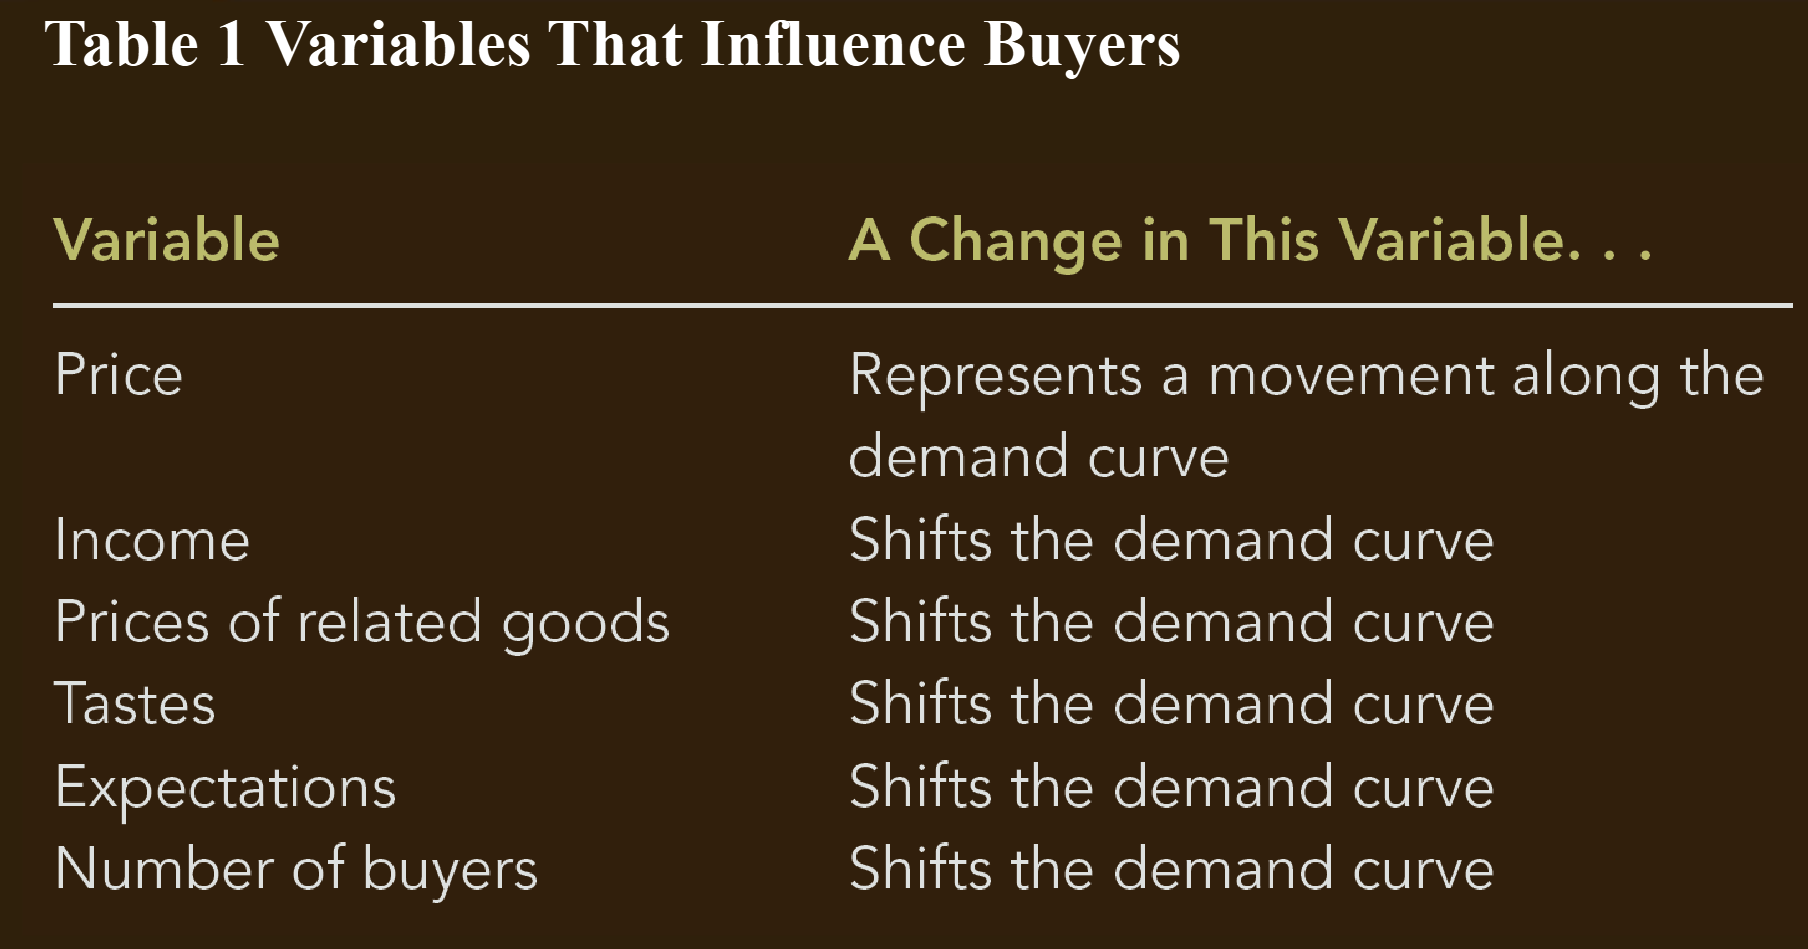 Table 1 Variables That Influence Buyers
Variable A Change in This Variable. . .
Price Represents a movement along the
demand curve
Income Shifts the demand curve
Prices of related goods Shifts the demand curve
Tastes Shifts the demand curve
Expectations Shifts the demand curve
Number of buyers Shifts the demand curve